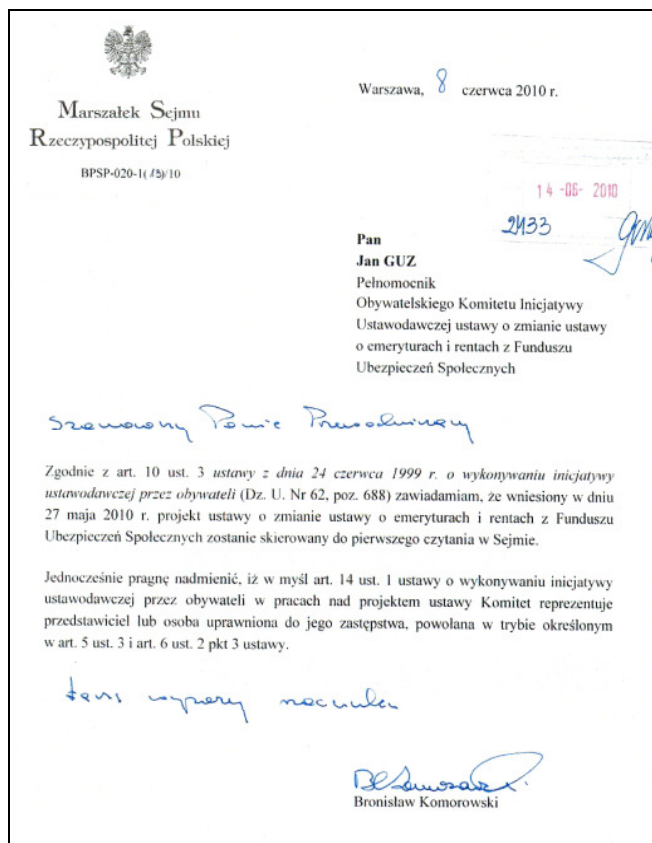 Marszałek Sejmu
Rzeczypospolitej Polskiej
BPSP-020-1(15)/10
Warszawa, 8 czerwca 2010 r.
14 -06- 2010
2433
Pan
Jan GUZ
Pełnomocnik
Obywatelskiego Komitetu Inicjatywy
Ustawodawczej ustawy o zmianie ustawy
o emeryturach i rentach z Funduszu
Ubezpieczeń Społecznych
Szanowny Panie Przewodniczący
Zgodnie z art. 10 ust. 3 ustawy z dnia 24 czerwca 1999 r. o wykonywaniu inicjatywy
ustawodawczej przez obywateli (Dz. U. Nr 62, poz. 688) zawiadamiam, że wniesiony w dniu
27 maja 2010 r. projekt ustawy o zmianie ustawy o emeryturach i rentach z Funduszu
Ubezpieczeń Społecznych zostanie skierowany do pierwszego czytania w Sejmie.
Jednocześnie pragnę nadmienić, iż w myśl art. 14 ust. 1 ustawy o wykonywaniu inicjatywy
ustawodawczej przez obywateli w pracach nad projektem ustawy Komitet reprezentuje
przedstawiciel lub osoba uprawniona do jego zastępstwa, powołana w trybie określonym
w art. 5 ust. 3 i art. 6 ust. 2 pkt 3 ustawy.
wyrazy szacunku
Bronisław Komorowski